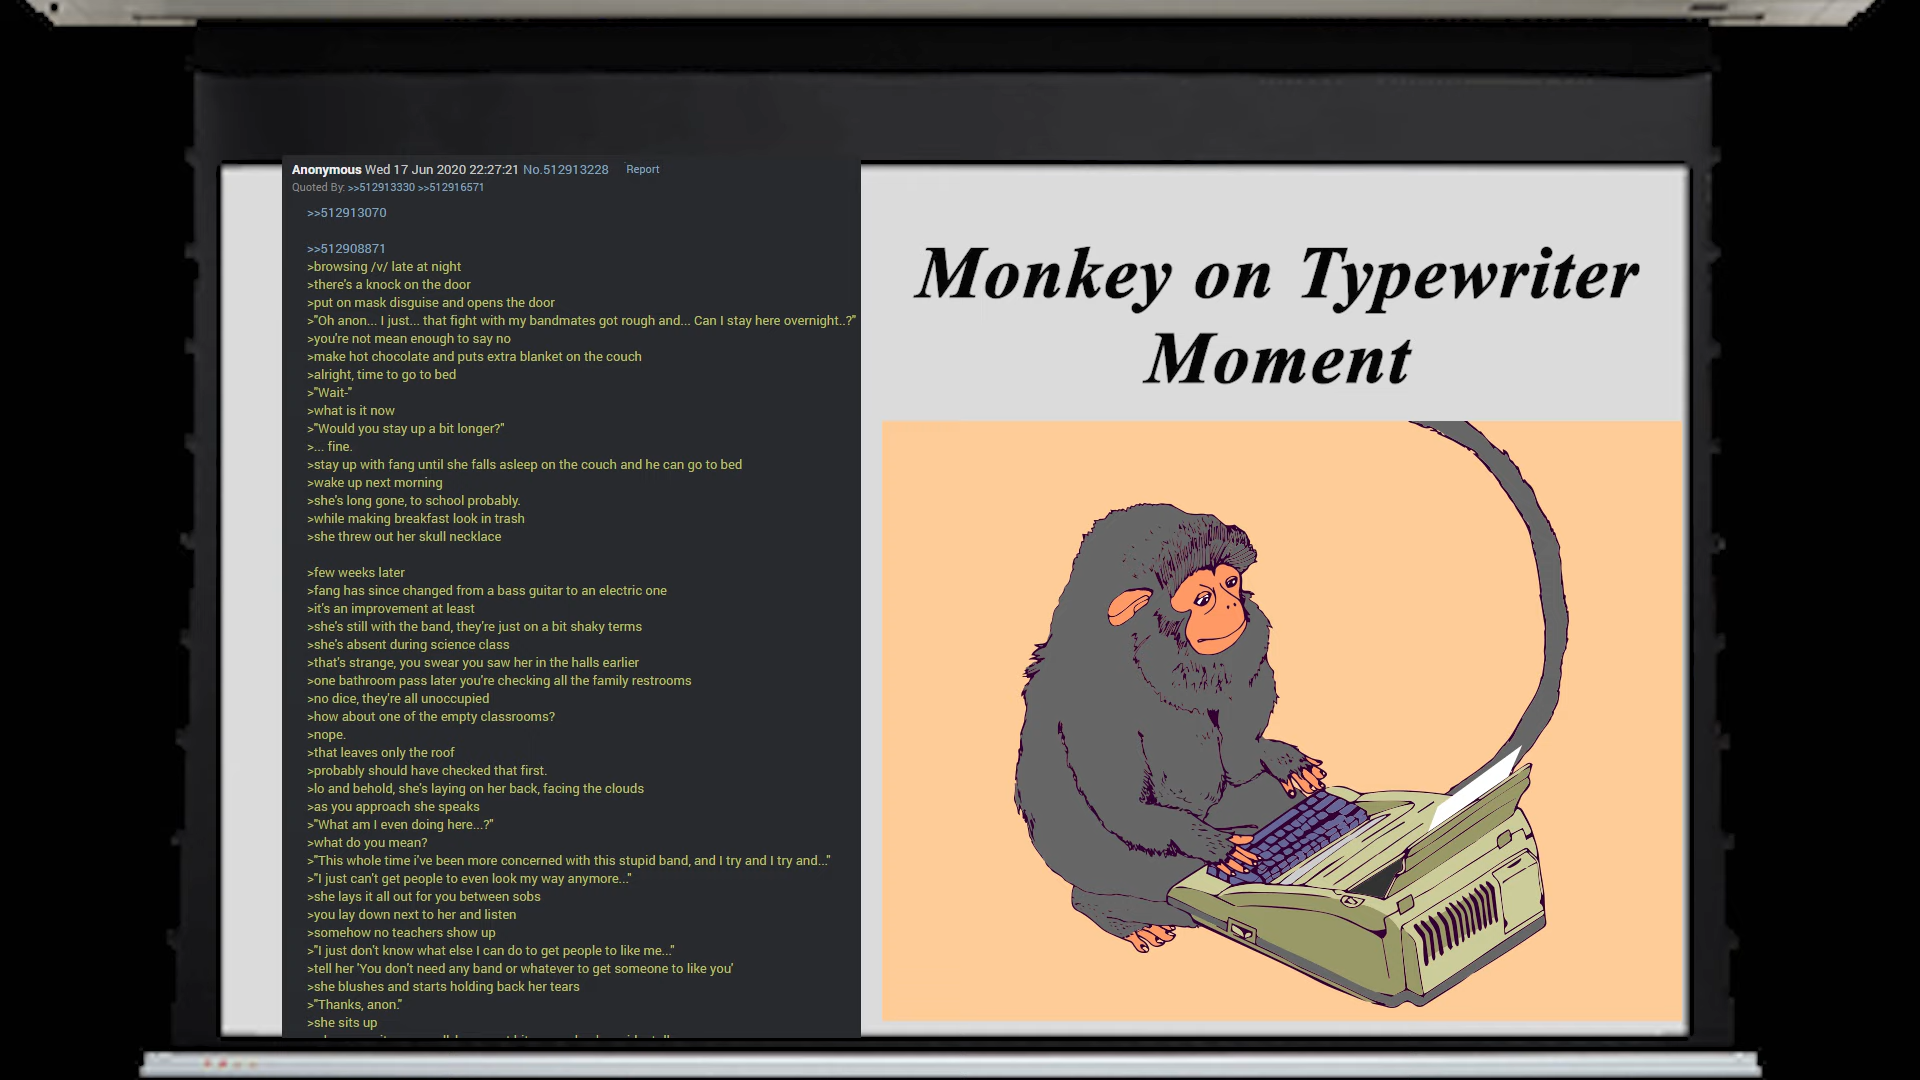 Anonymous Wed 17 Jun 2020 22:27:21 No.512913228 Report
Quoted By: >>512913330 >>512916571
>>512913070
>>512908871
>browsing /v/ late at night
>there's a knock on the door
>put on mask disguise and opens the door
>"Oh anon... I just... that fight with my bandmates got rough and... Can I stay here overnight..?"
>you're not mean enough to say no
>make hot chocolate and puts extra blanket on the couch
>alright, time to go to bed
>"Wait-"
>what is it now
>"Would you stay up a bit longer?"
>... fine.
>stay up with fang until she falls asleep on the couch and he can go to bed
>wake up next morning
>she's long gone, to school probably.
>while making breakfast look in trash
>she threw out her skull necklace
>few weeks later
>fang has since changed from a bass guitar to an electric one
>it's an improvement at least
>she's still with the band, they're just on a bit shaky terms
>she's absent during science class
>that's strange, you swear you saw her in the halls earlier
>one bathroom pass later you're checking all the family restrooms
>no dice, they're all unoccupied
>how about one of the empty classrooms?
>nope.
>that leaves only the roof
>probably should have checked that first.
>lo and behold, she's laying on her back, facing the clouds
>as you approach she speaks
>"What am I even doing here...?"
>what do you mean?
>"This whole time i've been more concerned with this stupid band, and I try and I try and..."
>"I just can't get people to even look my way anymore..."
>she lays it all out for you between sobs
>you lay down next to her and listen
>somehow no teachers show up
>"I just don't know what else I can do to get people to like me..."
>tell her 'You don't need any band or whatever to get someone to like you'
>she blushes and starts holding back her tears
>"Thanks, anon."
>she sits up
Monkey on Typewriter
Moment